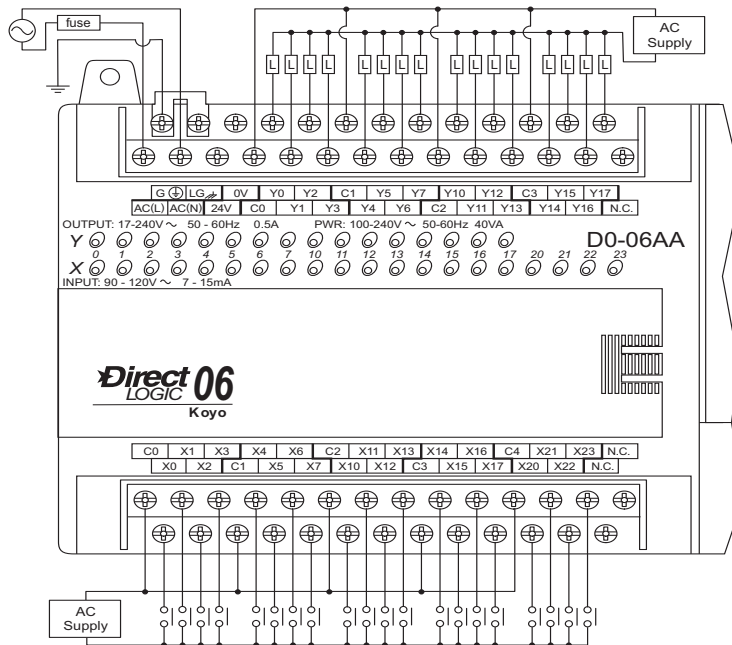 fuse
AC Supply
L L L L L L L L L L L L L L L L
G LG 0V Y0 Y2 C1 Y5 Y7 Y10 Y12 C3 Y15 Y17
AC(L) AC(N) 24V C0 Y1 Y3 Y4 Y6 C2 Y11 Y13 Y14 Y16 N.C.
OUTPUT: 17-240V ~ 50 - 60Hz 0.5A PWR: 100-240V ~ 50-60Hz 40VA
Y
D0-06AA
0 1 2 3 4 5 6 7 10 11 12 13 14 15 16 17 20 21 22 23
X
INPUT: 90 - 120V ~ 7 - 15mA
Direct
LOGIC 06
Koyo
C0 X1 X3 X4 X6 C2 X11 X13 X14 X16 C4 X21 X23 N.C.
X0 X2 C1 X5 X7 X10 X12 C3 X15 X17 X20 X22 N.C.
AC
Supply